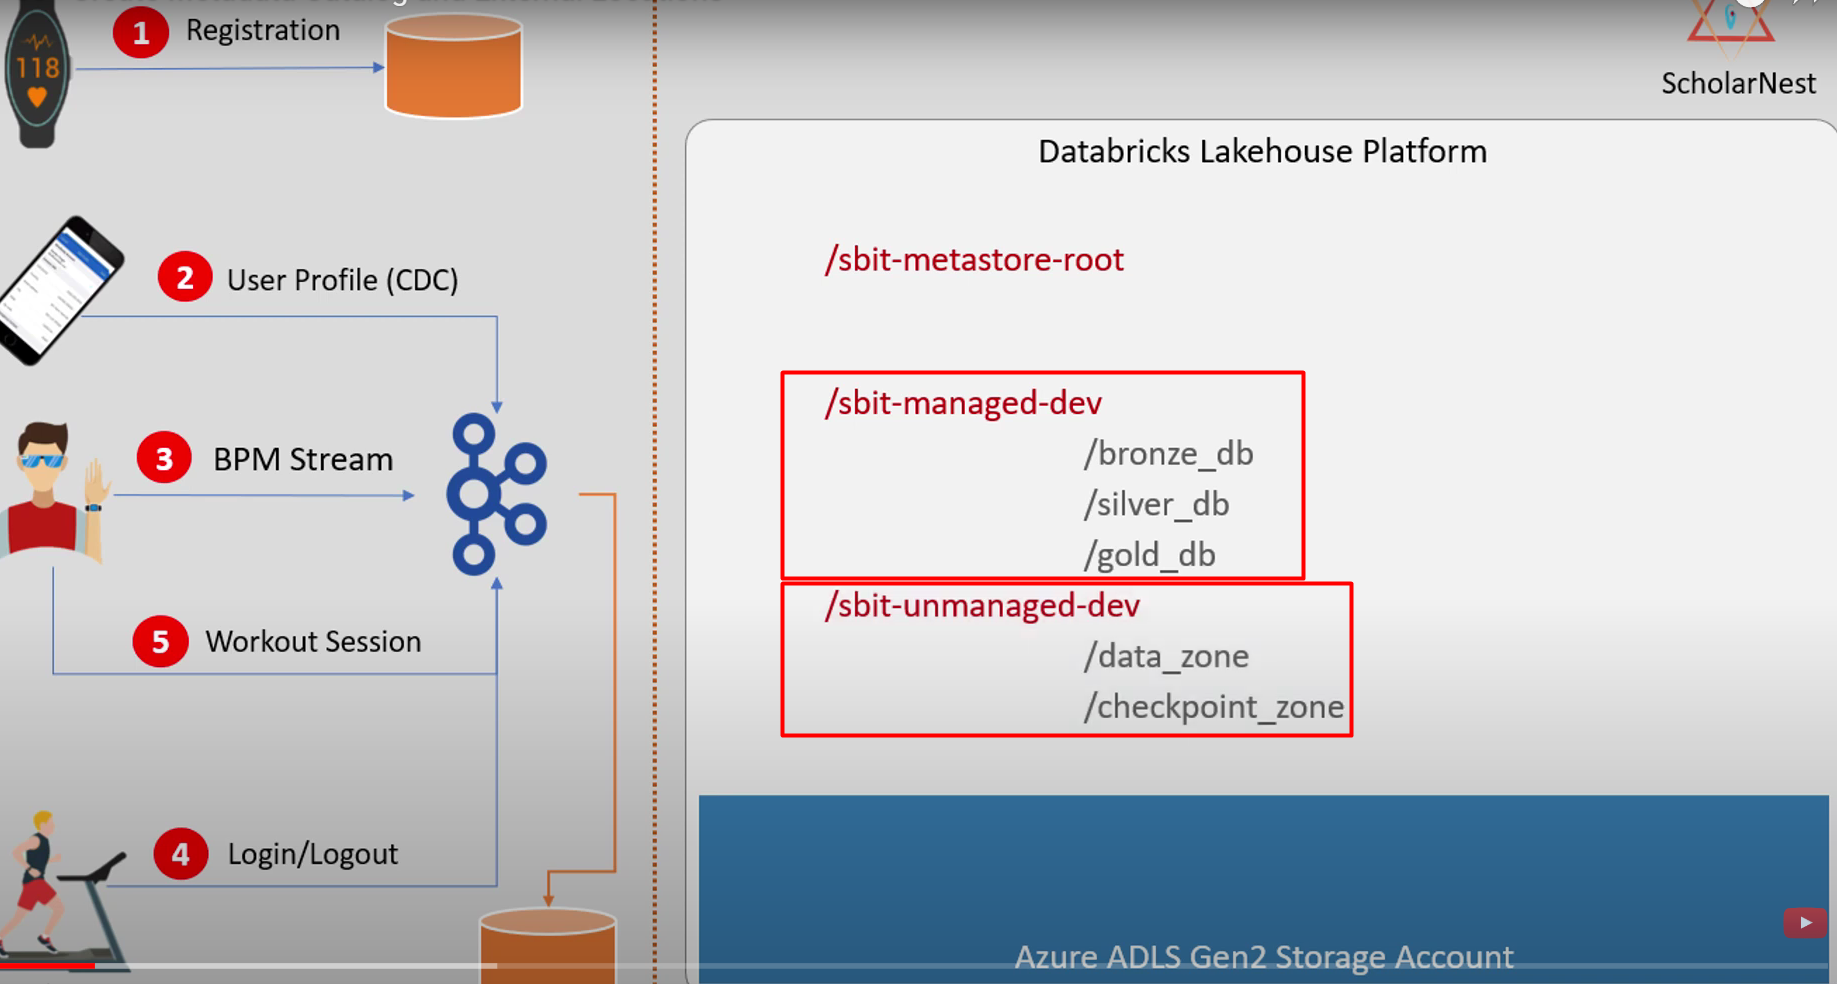 1 Registration
118
2 User Profile (CDC)
3 BPM Stream
5 Workout Session
4 Login/Logout
ScholarNest
Databricks Lakehouse Platform
/sbit-metastore-root
/sbit-managed-dev
/bronze_db
/silver_db
/gold_db
/sbit-unmanaged-dev
/data_zone
/checkpoint_zone
Azure ADLS Gen2 Storage Account